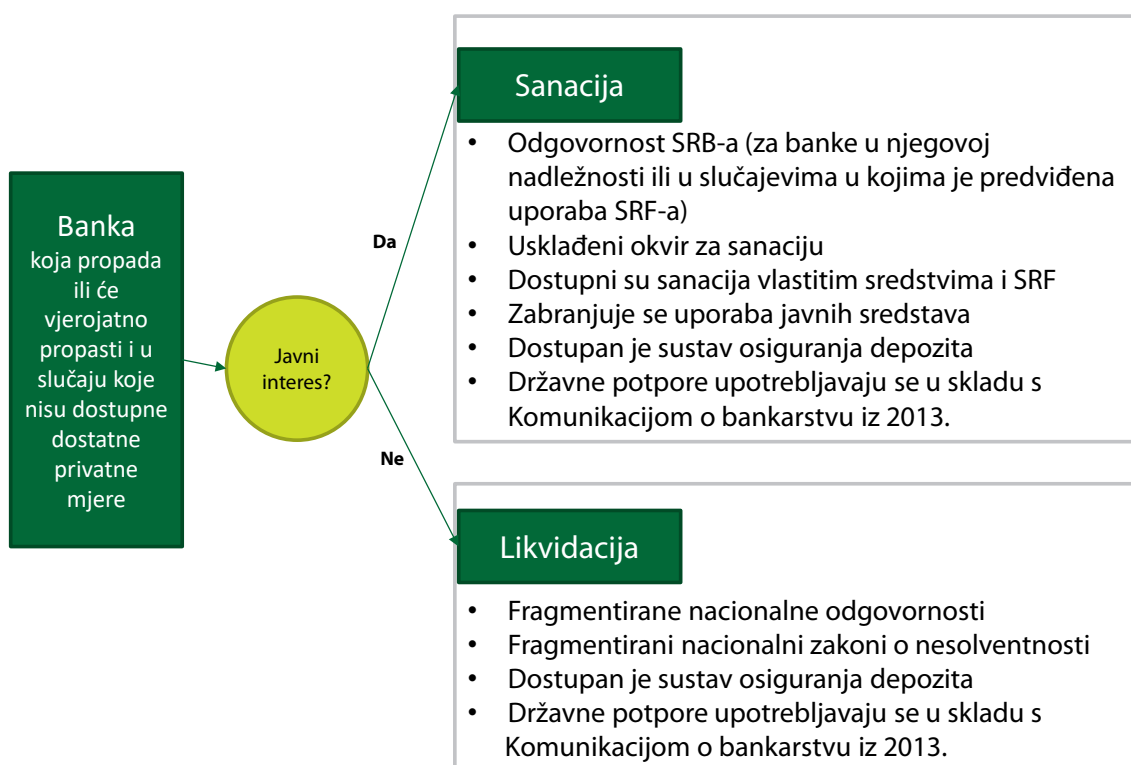 Banka
koja propada
ili će
vjerojatno
propasti i u
slučaju koje
nisu dostupne
dostatne
privatne
mjere
Javni
interes?
Da
Ne
Sanacija
• Odgovornost SRB-a (za banke u njegovoj
nadležnosti ili u slučajevima u kojima je predviđena
uporaba SRF-a)
• Usklađeni okvir za sanaciju
• Dostupni su sanacija vlastitim sredstvima i SRF
• Zabranjuje se uporaba javnih sredstava
• Dostupan je sustav osiguranja depozita
• Državne potpore upotrebljavaju se u skladu s
Komunikacijom o bankarstvu iz 2013.
Likvidacija
• Fragmentirane nacionalne odgovornosti
• Fragmentirani nacionalni zakoni o nesolventnosti
• Dostupan je sustav osiguranja depozita
• Državne potpore upotrebljavaju se u skladu s
Komunikacijom o bankarstvu iz 2013.